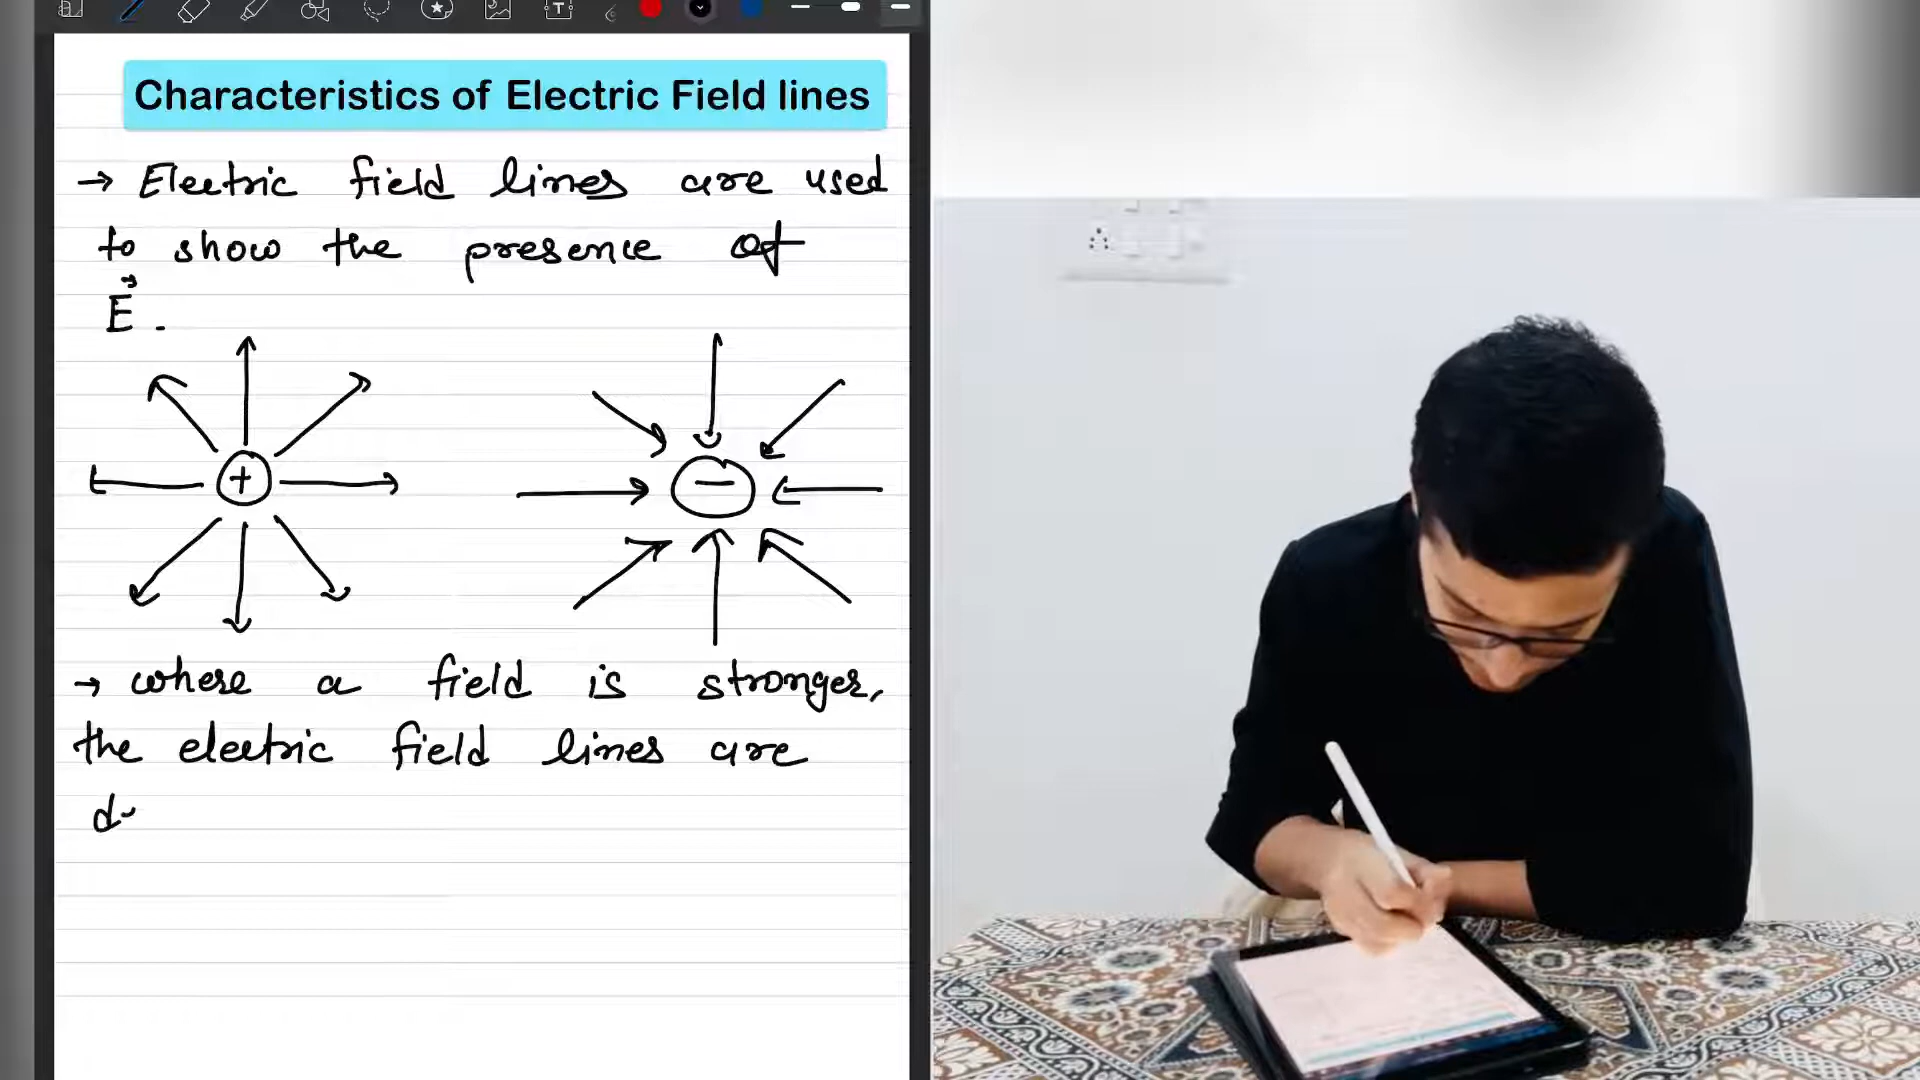 Characteristics of Electric Field lines
→ Electric field lines are used
to show the presence of
E⃗ .
+
−
→ where a field is stronger,
the electric field lines are